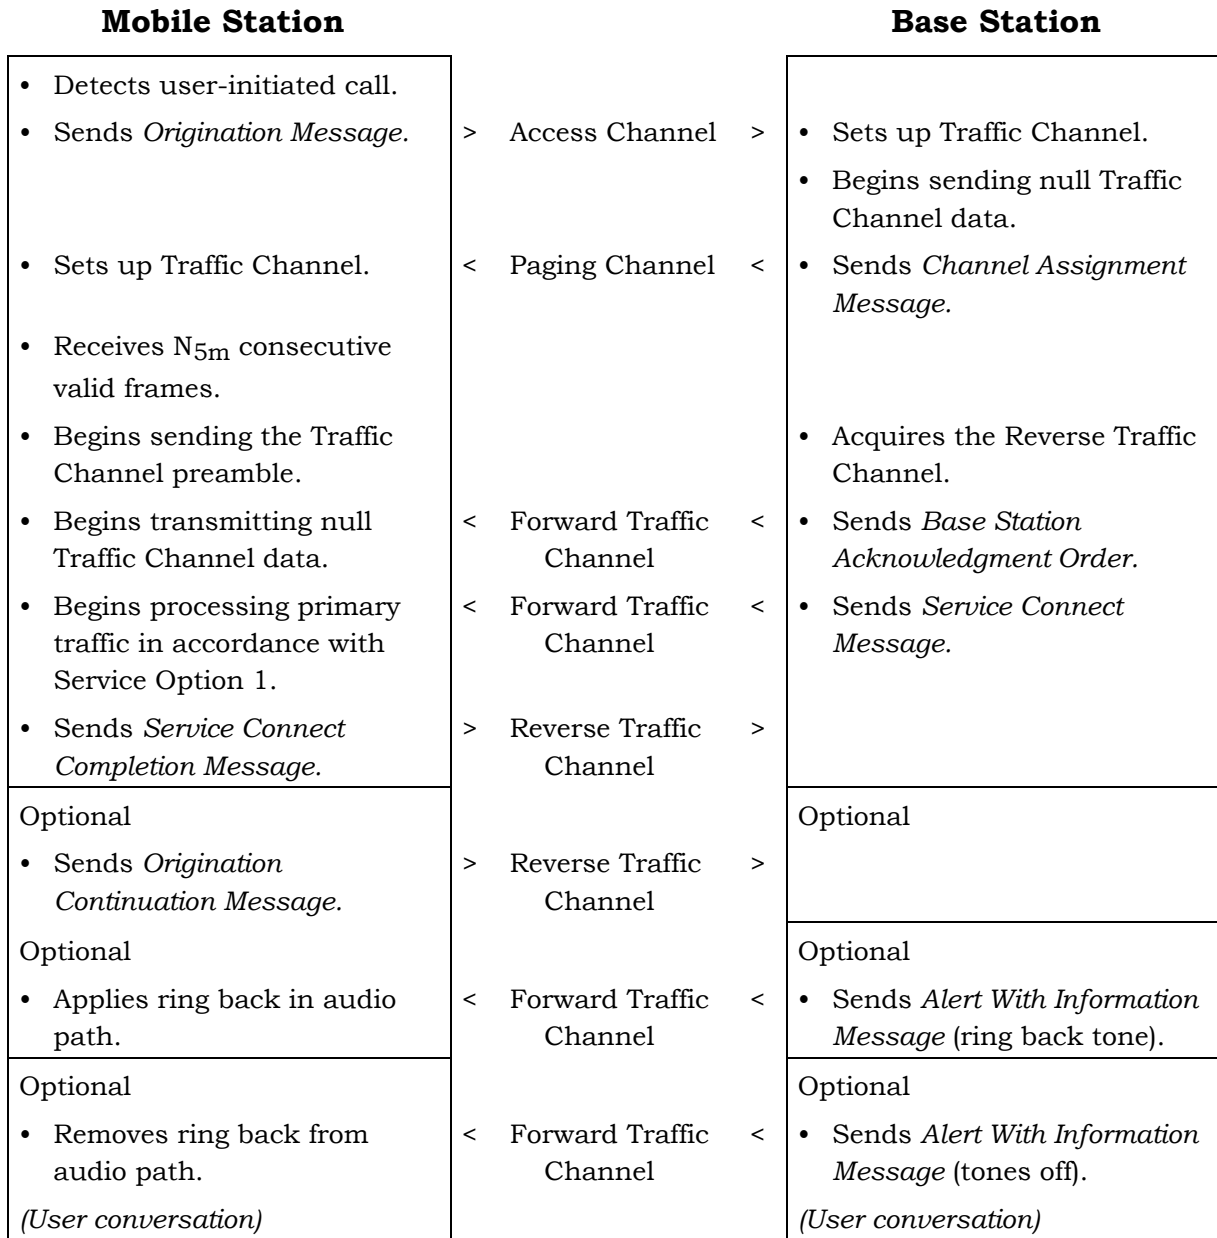 Mobile Station Base Station
• Detects user-initiated call.
• Sends Origination Message. > Access Channel > • Sets up Traffic Channel.
• Begins sending null Traffic
Channel data.
• Sets up Traffic Channel. < Paging Channel < • Sends Channel Assignment
Message.
• Receives N5m consecutive
valid frames.
• Begins sending the Traffic • Acquires the Reverse Traffic
Channel preamble. Channel.
• Begins transmitting null < Forward Traffic < • Sends Base Station
Traffic Channel data. Channel Acknowledgment Order.
• Begins processing primary < Forward Traffic < • Sends Service Connect
traffic in accordance with Channel Message.
Service Option 1.
• Sends Service Connect > Reverse Traffic >
Completion Message. Channel
Optional Optional
• Sends Origination > Reverse Traffic >
Continuation Message. Channel
Optional Optional
• Applies ring back in audio < Forward Traffic < • Sends Alert With Information
path. Channel Message (ring back tone).
Optional Optional
• Removes ring back from < Forward Traffic < • Sends Alert With Information
audio path. Channel Message (tones off).
(User conversation) (User conversation)